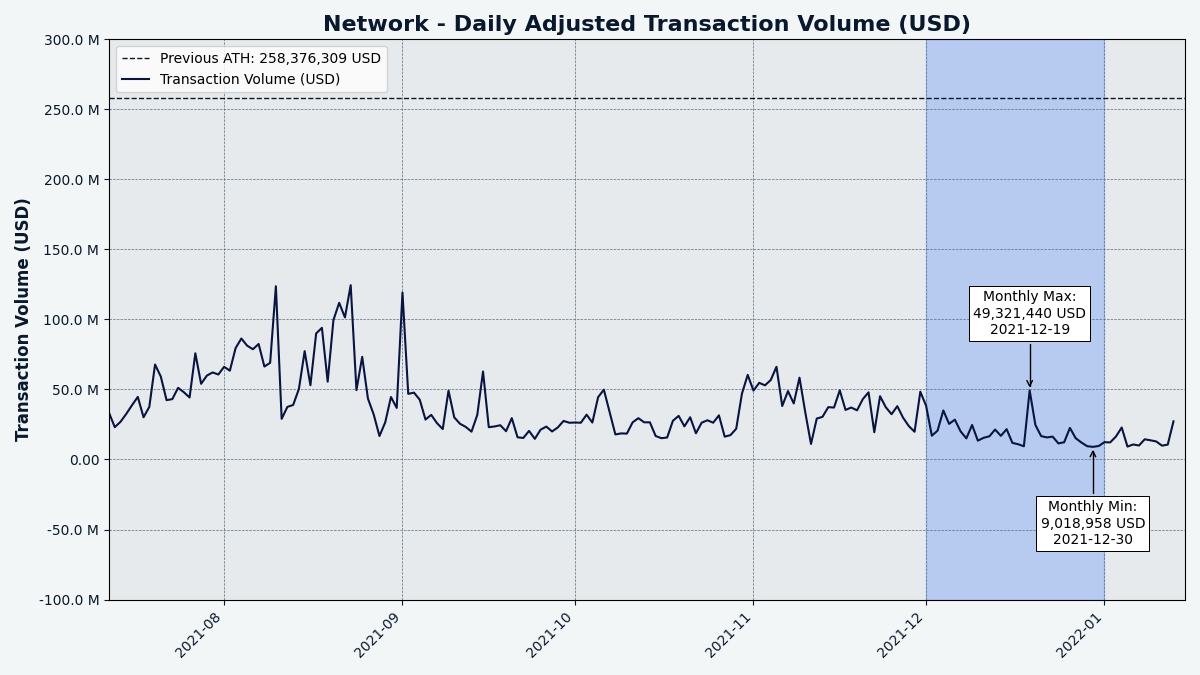 Network - Daily Adjusted Transaction Volume (USD)
300.0 M
250.0 M
200.0 M
150.0 M
100.0 M
50.0 M
0.00
-50.0 M
-100.0 M
Transaction Volume (USD)
Previous ATH: 258,376,309 USD
Transaction Volume (USD)
Monthly Max:
49,321,440 USD
2021-12-19
Monthly Min:
9,018,958 USD
2021-12-30
2021-08
2021-09
2021-10
2021-11
2021-12
2022-01